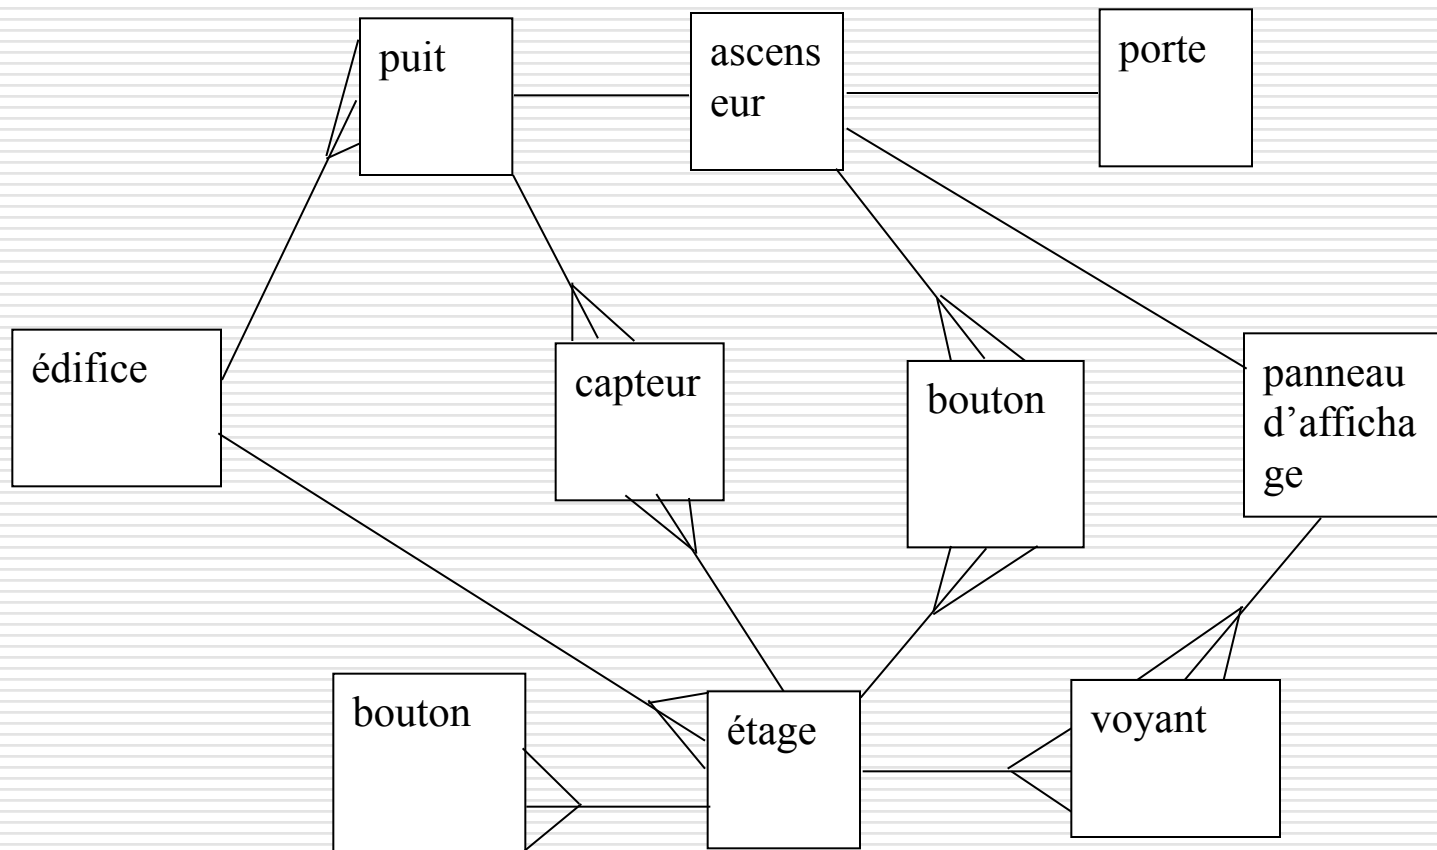 puit
ascens
eur
porte
édifice
capteur
bouton
panneau
d’afficha
ge
bouton
étage
voyant